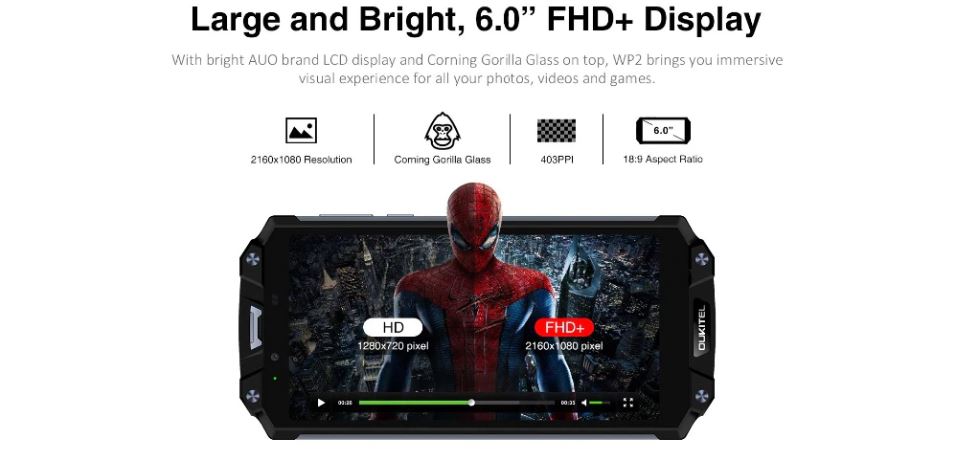 Large and Bright, 6.0” FHD+ Display
With bright AUO brand LCD display and Corning Gorilla Glass on top, WP2 brings you immersive
visual experience for all your photos, videos and games.
6.0"
2160x1080 Resolution
Corning Gorilla Glass
403PPI
18:9 Aspect Ratio
HD
FHD+
1280x720 pixel
2160x1080 pixel
OUKITEL
00:28
00:35